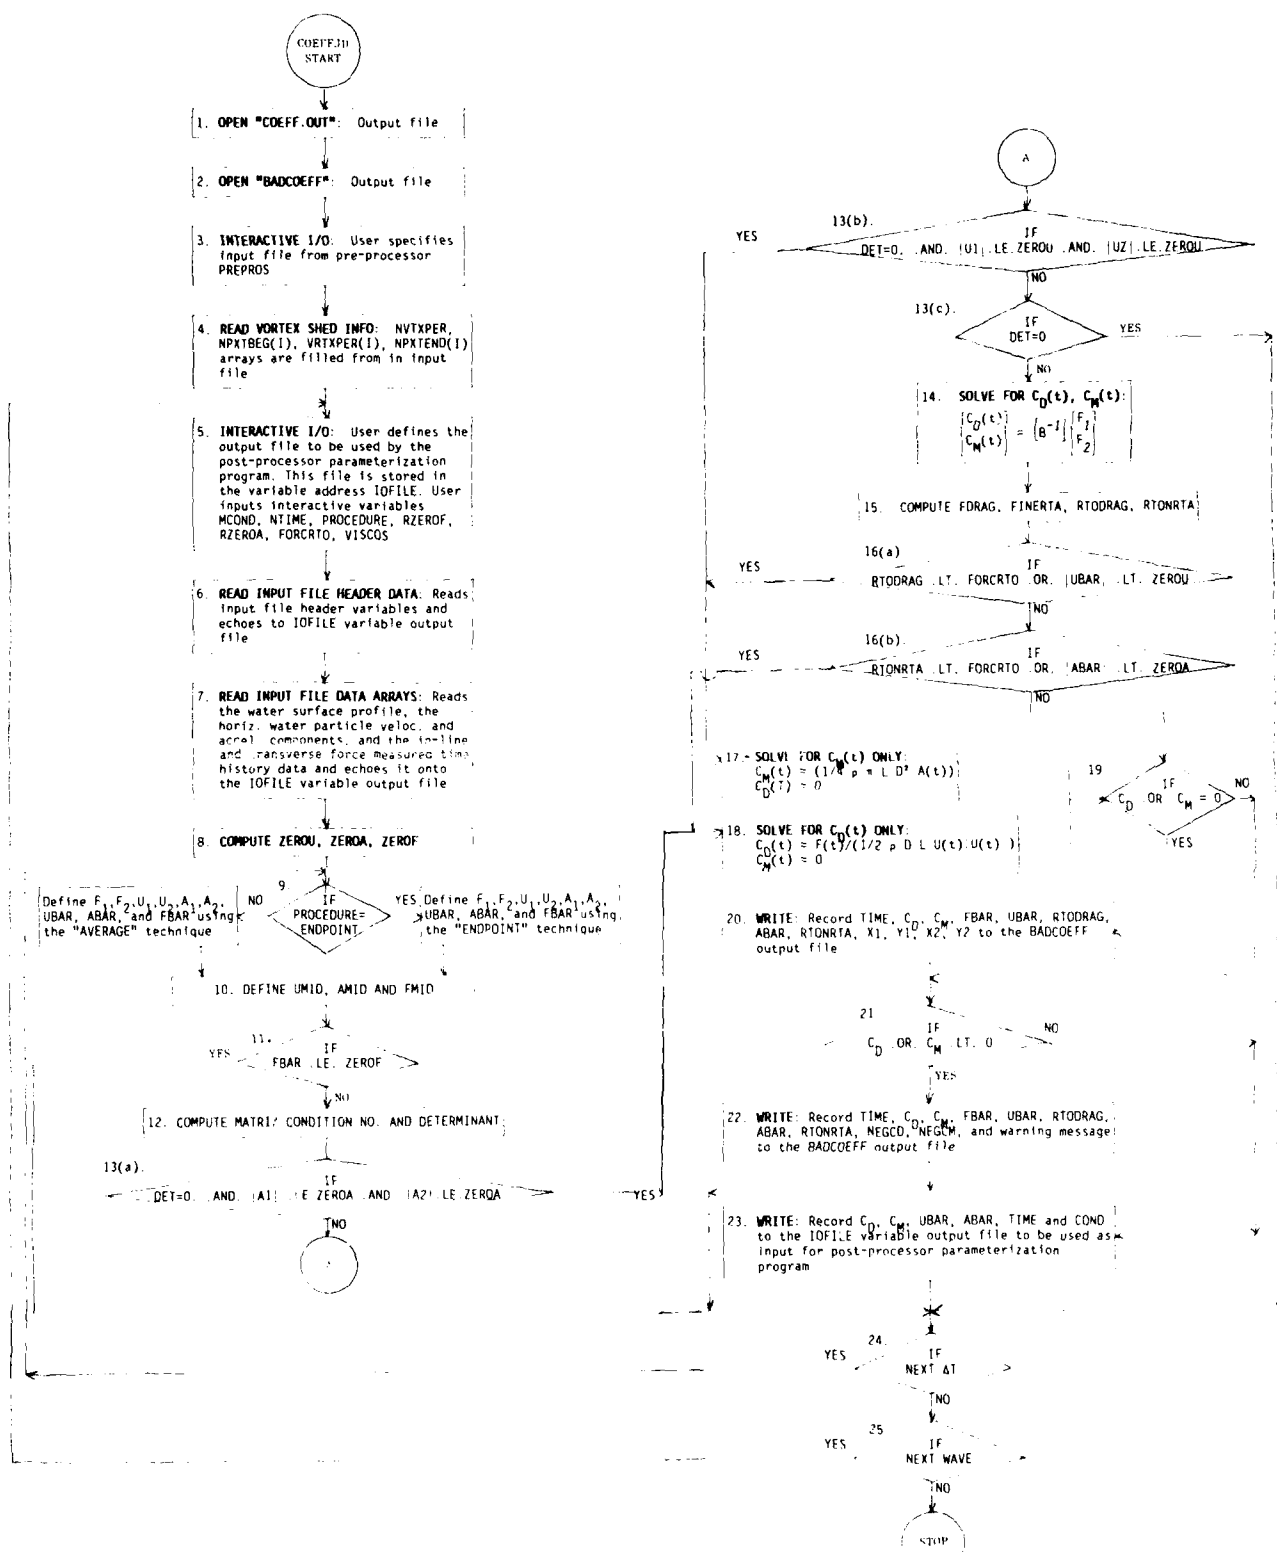 START
1. OPEN "COEFF.OUT": Output file
2. OPEN "BADCOEFF": Output file
3. INTERACTIVE I/O: User specifies
input file from pre-processor
PREPROS
4. READ VORTEX SHED INFO: NVTXPER,
NPXTBEG(I), VRTXPER(I), NPXTEND(I)
arrays are filled from in input
file
5. INTERACTIVE I/O: User defines the
output file to be used by the
post-processor parameterization
program. This file is stored in
the variable address IOFILE. User
inputs interactive variables
MCOND, NTIME, PROCEDURE, RZEROF,
RZEROA, FORCRTO, VISCOS
6. READ INPUT FILE HEADER DATA: Reads
input file header variables and
echoes to IOFILE variable output
file
7. READ INPUT FILE DATA ARRAYS: Reads
the water surface profile, the
horiz. water particle veloc. and
accel components, and the in-line
and transverse force measured time
history data and echoes it onto
the IOFILE variable output file
8. COMPUTE ZEROU, ZEROA, ZEROF
9.
IF
PROCEDURE=
ENDPOINT
NO
Define F1,F2,U1,U2,A1,A2,
UBAR, ABAR, and FBAR using
the "AVERAGE" technique
YES
Define F1,F2,U1,U2,A1,A2,
UBAR, ABAR, and FBAR using
the "ENDPOINT" technique
10. DEFINE UMID, AMID AND FMID
11.
IF
FBAR .LE. ZEROF
YES
NO
12. COMPUTE MATRI CONDITION NO. AND DETERMINANT
13(a).
IF
DET=0. .AND. |A1| .LE ZEROA AND |A2| .LE.ZEROA
YES
NO
A
13(b).
IF
DET=0. .AND. |U1|.LE.ZEROU .AND. |U2|.LE.ZEROU
YES
NO
13(c).
IF
DET=0
YES
NO
14. SOLVE FOR CD(t), CM(t):
{CD(t)
CM(t)} = [B-1]{F1
F2}
15. COMPUTE FDRAG, FINERTA, RTODRAG, RTONRTA
16(a)
IF
RTODRAG .LT. FORCRTO .OR. |UBAR| .LT. ZEROU
YES
NO
16(b).
IF
RTONRTA .LT. FORCRTO .OR. |ABAR| .LT. ZEROA
YES
NO
17. SOLVE FOR CM(t) ONLY:
CM(t) = (1/4 ρ π L D² A(t))
CD(T) = 0
18. SOLVE FOR CD(t) ONLY:
CD(t) = F(t)/(1/2 ρ D L U(t) U(t) )
CM(t) = 0
19
IF
CD .OR CM = 0
NO
YES
20. WRITE: Record TIME, CD, CM, FBAR, UBAR, RTODRAG,
ABAR, RTONRTA, X1, Y1, X2, Y2 to the BADCOEFF
output file
21
IF
CD .OR. CM .LT. 0
NO
YES
22. WRITE: Record TIME, CD, CM, FBAR, UBAR, RTODRAG,
ABAR, RTONRTA, NEGCD, NEGCM, and warning message
to the BADCOEFF output file
23. WRITE: Record CD, CM, UBAR, ABAR, TIME and COND
to the IOFILE variable output file to be used as
input for post-processor parameterization
program
24.
IF
NEXT ΔT
YES
NO
25
IF
NEXT WAVE
YES
NO
STOP